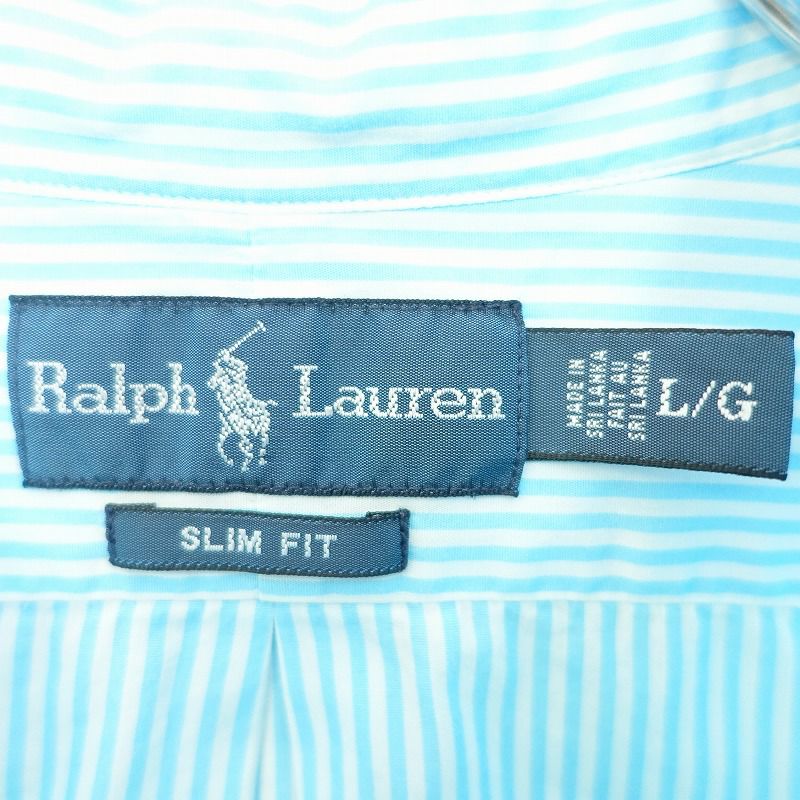 Ralph Lauren
MADE IN
SRI LANKA
FAIT AU
SRI LANKA
L/G
SLIM FIT